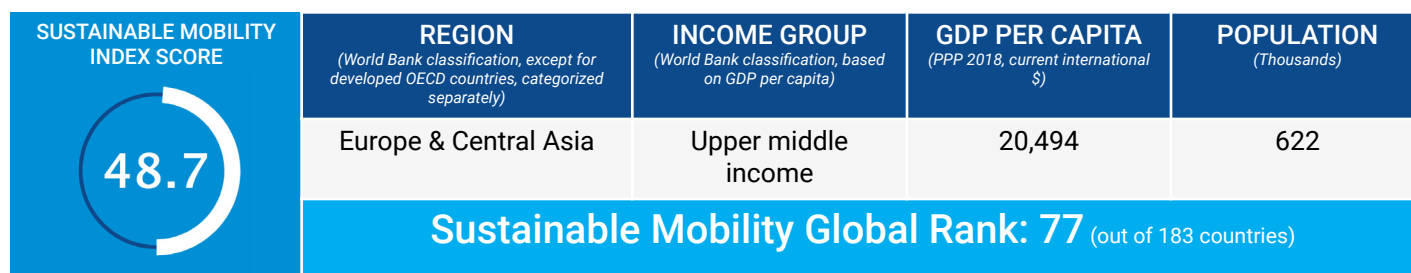 SUSTAINABLE MOBILITY
INDEX SCORE
48.7
REGION
(World Bank classification, except for
developed OECD countries, categorized
separately)
INCOME GROUP
(World Bank classification, based
on GDP per capita)
GDP PER CAPITA
(PPP 2018, current international
$)
POPULATION
(Thousands)
Europe & Central Asia
Upper middle
income
20,494
622
Sustainable Mobility Global Rank: 77 (out of 183 countries)